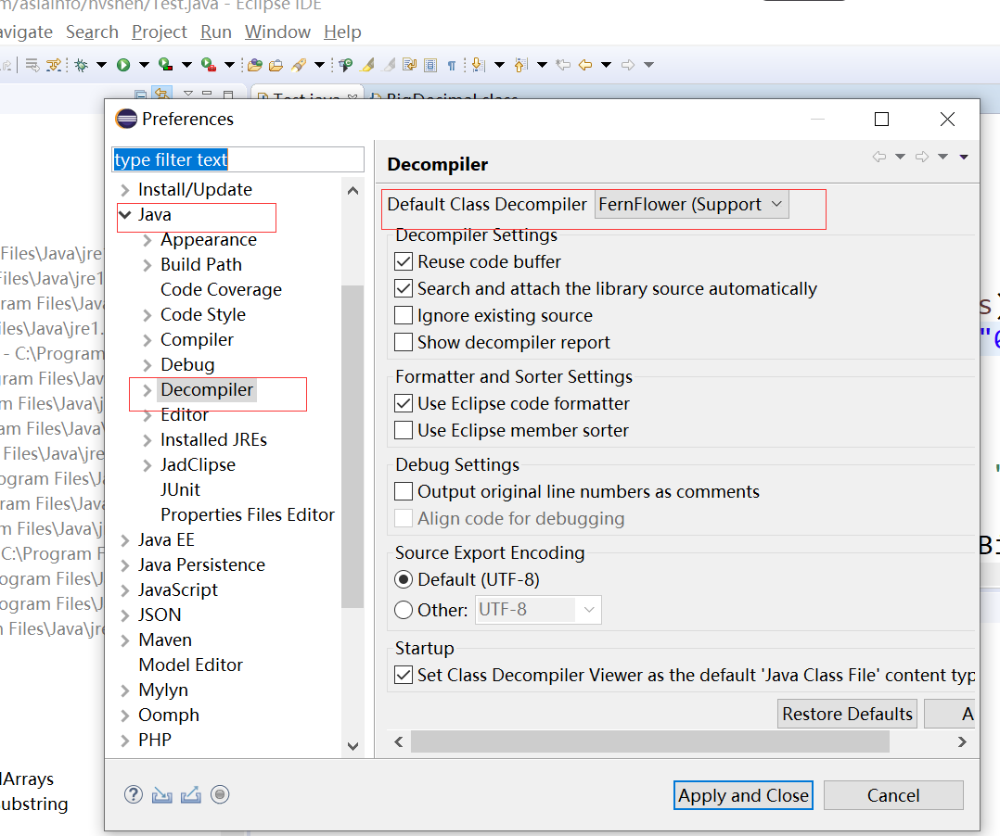 m/asiainfo/hvshen/Test.java - Eclipse IDE
avigate Search Project Run Window Help
Test.java BigDecimal.class
Preferences
type filter text
Decompiler
Install/Update
Java
Default Class Decompiler FernFlower (Support
Decompiler Settings
Appearance
Files\Java\jre
Build Path
Reuse code buffer
Files\Java\jre1
Code Coverage
Search and attach the library source automatically
ram Files\Java
Code Style
Ignore existing source
iles\Java\jre1.
Compiler
Show decompiler report
- C:\Program
Debug
Formatter and Sorter Settings
ram Files\Jav
Decompiler
Use Eclipse code formatter
m Files\Java\
Editor
Use Eclipse member sorter
am Files\Java\
Installed JREs
Debug Settings
Files\Java\jre
JadClipse
Output original line numbers as comments
ogram Files\J
JUnit
Align code for debugging
ram Files\Java
Properties Files Editor
m Files\Java\j
Java EE
Source Export Encoding
C:\Program F
Java Persistence
Default (UTF-8)
ogram Files\J
JavaScript
Other: UTF-8
ogram Files\J
JSON
m Files\Java\jre
Maven
Startup
Model Editor
Set Class Decompiler Viewer as the default 'Java Class File' content typ
Mylyn
Oomph
Restore Defaults A
PHP
lArrays
Apply and Close Cancel
ubstring